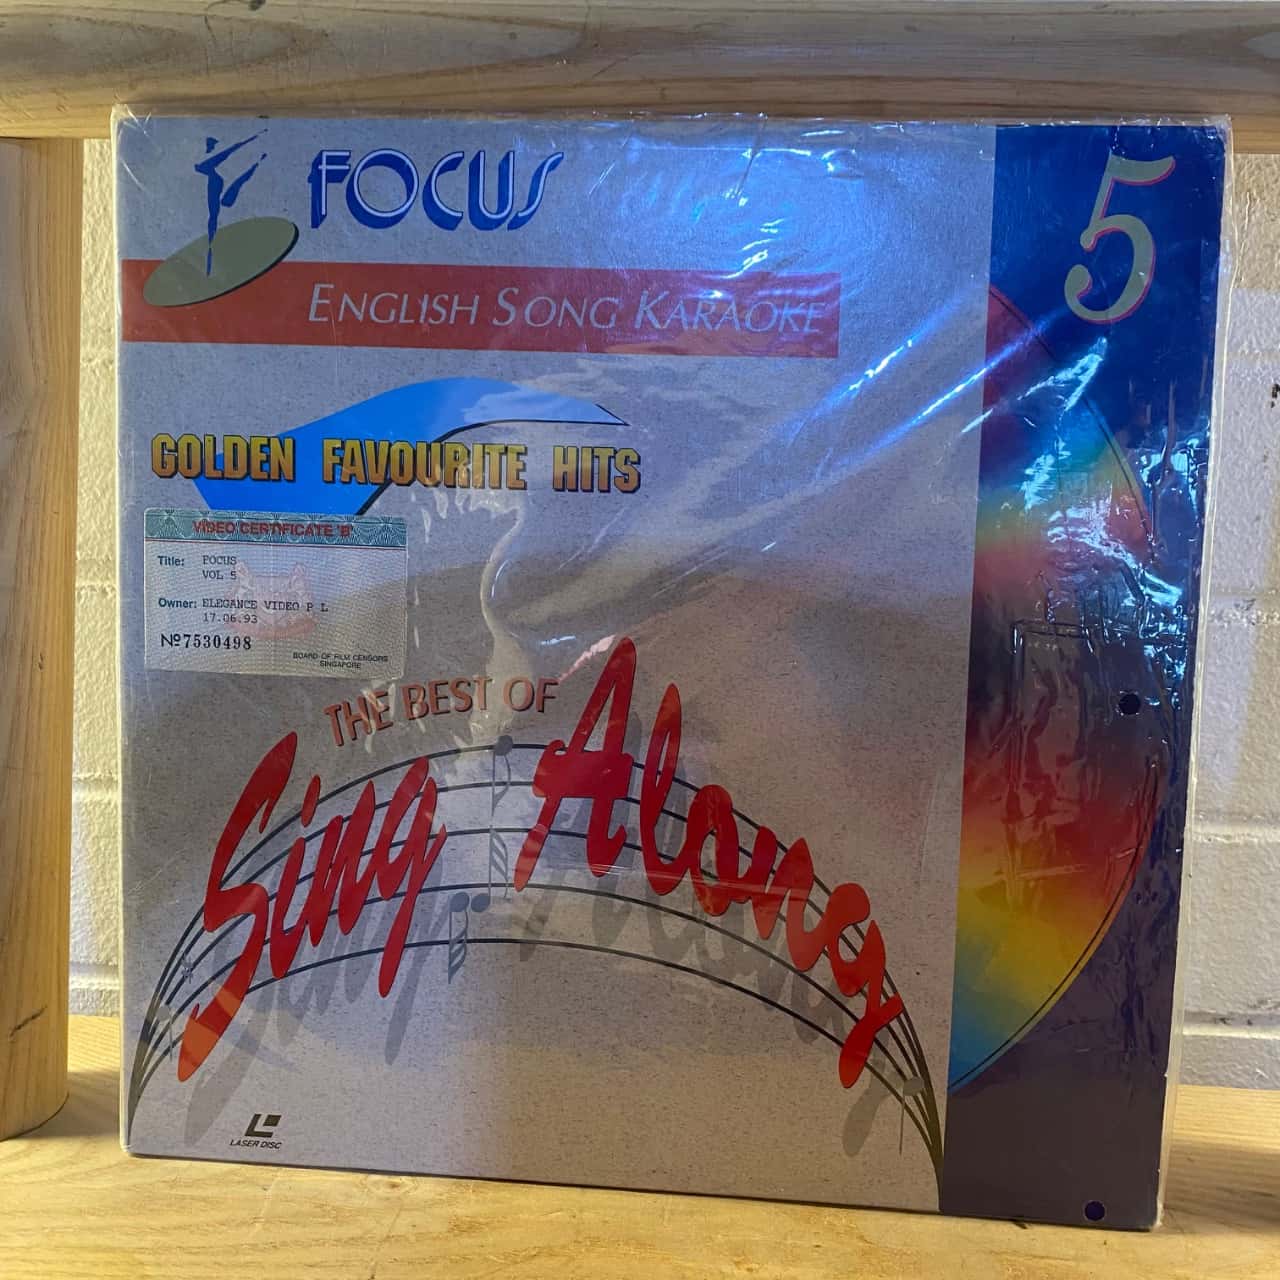 FOCUS
5
ENGLISH SONG KARAOKE
GOLDEN FAVOURITE HITS
VIDEO CERTIFICATE 'B'
Title: FOCUS
VOL 5
Owner: ELEGANCE VIDEO P L
17.06.93
Nº7530498
BOARD OF FILM CENSORS
SINGAPORE
THE BEST OF
Sing Along
LASER DISC